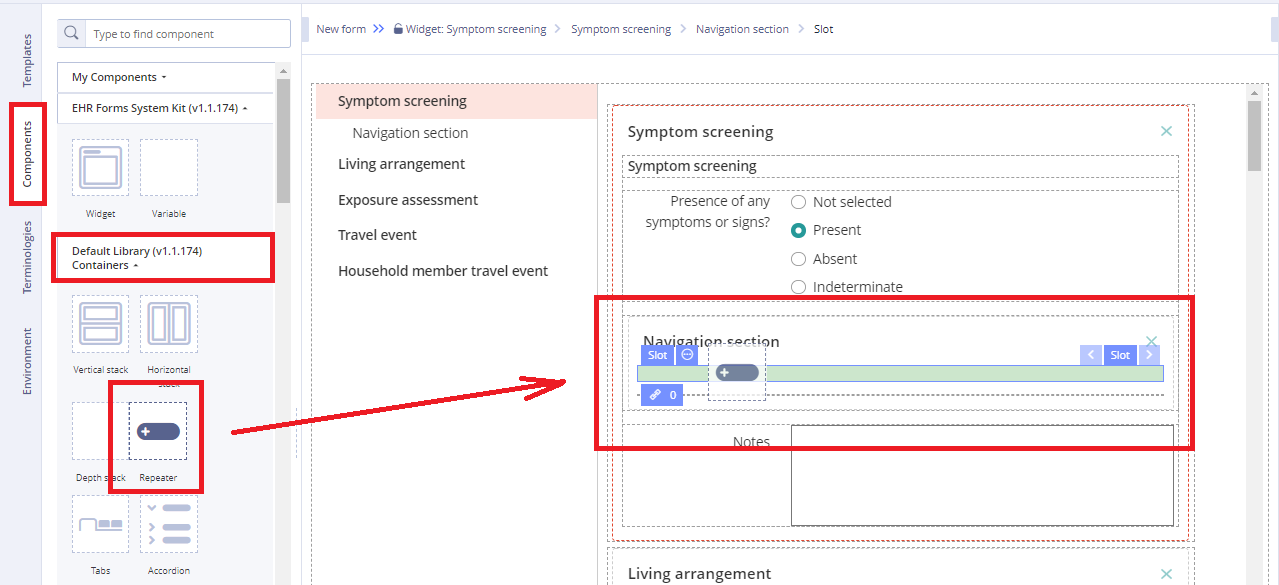 Templates
Components
Terminologies
Environment
Type to find component
My Components
EHR Forms System Kit (v1.1.174)
Widget
Variable
Default Library (v1.1.174)
Containers
Vertical stack
Horizontal
stack
Depth stack
Repeater
Tabs
Accordion
New form
Widget: Symptom screening
Symptom screening
Navigation section
Slot
Symptom screening
Navigation section
Living arrangement
Exposure assessment
Travel event
Household member travel event
Symptom screening
Symptom screening
Presence of any
symptoms or signs?
Not selected
Present
Absent
Indeterminate
Navigation section
Slot
Slot
0
Notes
Living arrangement